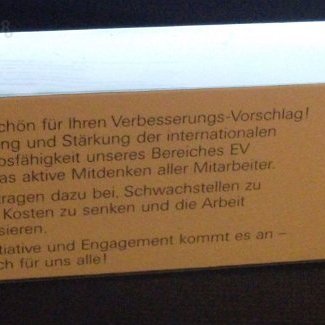 chön für Ihren Verbesserungs-Vorschlag!
ng und Stärkung der internationalen
bsfähigkeit unseres Bereiches EV
as aktive Mitdenken aller Mitarbeiter.
ragen dazu bei, Schwachstellen zu
Kosten zu senken und die Arbeit
sieren.
tiative und Engagement kommt es an –
ch für uns alle!